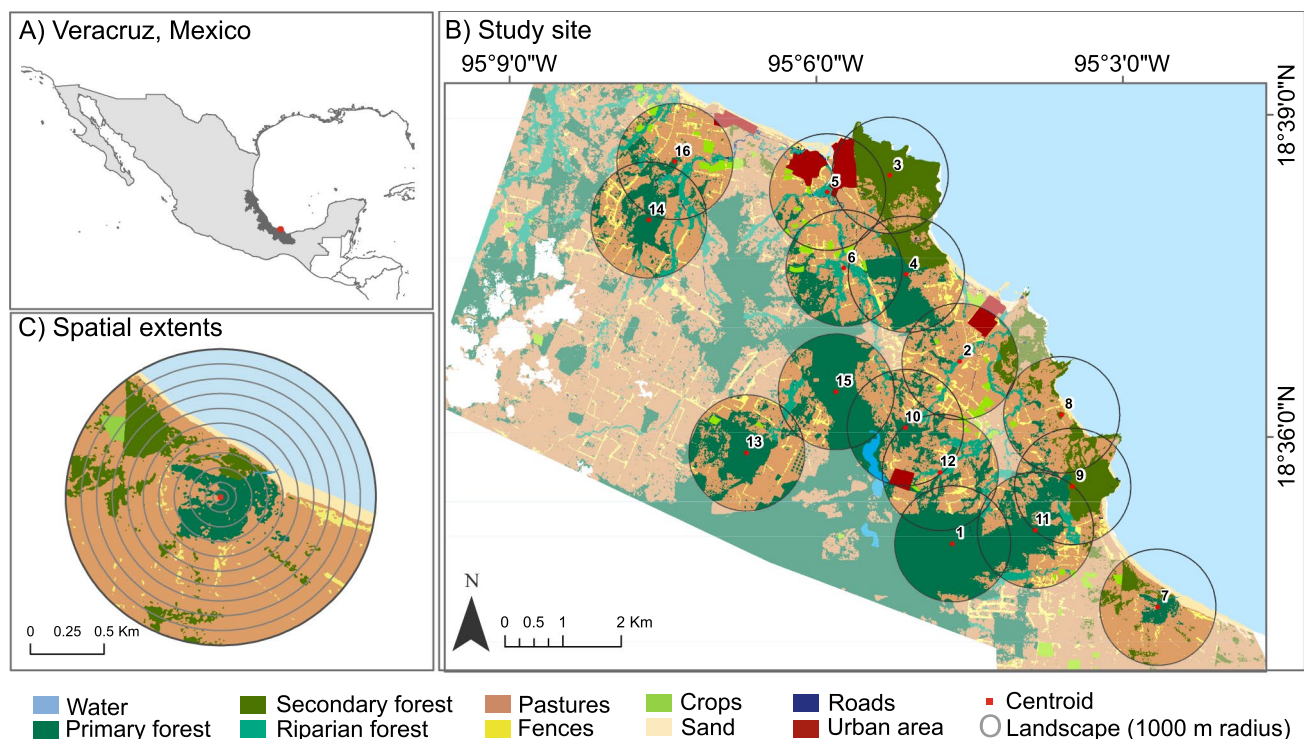 A) Veracruz, Mexico
B) Study site
95°9'0"W 95°6'0"W 95°3'0"W
18°39'0"N
16
3
5
14
6
4
2
15
8
10
13
12
9
18°36'0"N
11
1
7
N
0 0.5 1 2 Km
C) Spatial extents
0 0.25 0.5 Km
Water Secondary forest Pastures Crops Roads Centroid
Primary forest Riparian forest Fences Sand Urban area Landscape (1000 m radius)